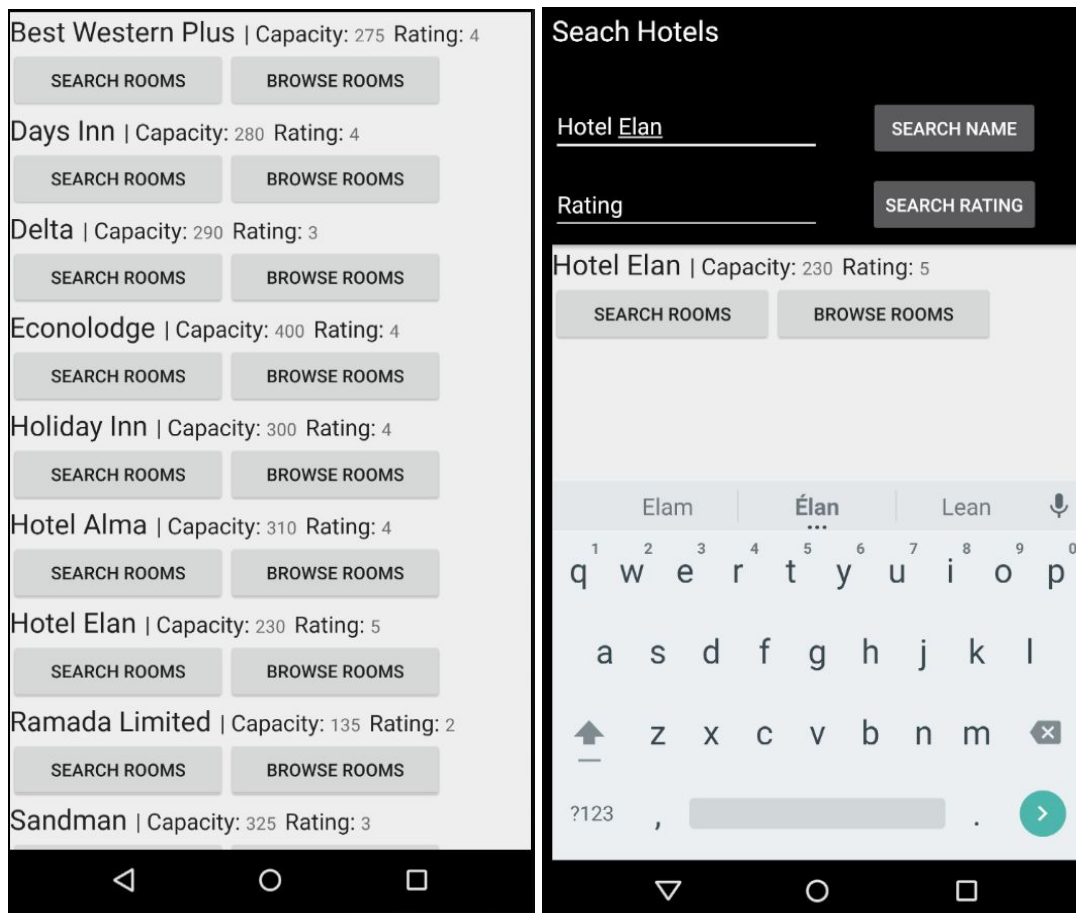 Best Western Plus | Capacity: 275 Rating: 4
SEARCH ROOMS BROWSE ROOMS
Days Inn | Capacity: 280 Rating: 4
SEARCH ROOMS BROWSE ROOMS
Delta | Capacity: 290 Rating: 3
SEARCH ROOMS BROWSE ROOMS
Econolodge | Capacity: 400 Rating: 4
SEARCH ROOMS BROWSE ROOMS
Holiday Inn | Capacity: 300 Rating: 4
SEARCH ROOMS BROWSE ROOMS
Hotel Alma | Capacity: 310 Rating: 4
SEARCH ROOMS BROWSE ROOMS
Hotel Elan | Capacity: 230 Rating: 5
SEARCH ROOMS BROWSE ROOMS
Ramada Limited | Capacity: 135 Rating: 2
SEARCH ROOMS BROWSE ROOMS
Sandman | Capacity: 325 Rating: 3
Seach Hotels
Hotel Elan SEARCH NAME
Rating SEARCH RATING
Hotel Elan | Capacity: 230 Rating: 5
SEARCH ROOMS BROWSE ROOMS
Elam Élan Lean
1 2 3 4 5 6 7 8 9 0
q w e r t y u i o p
a s d f g h j k l
z x c v b n m
?123 , .